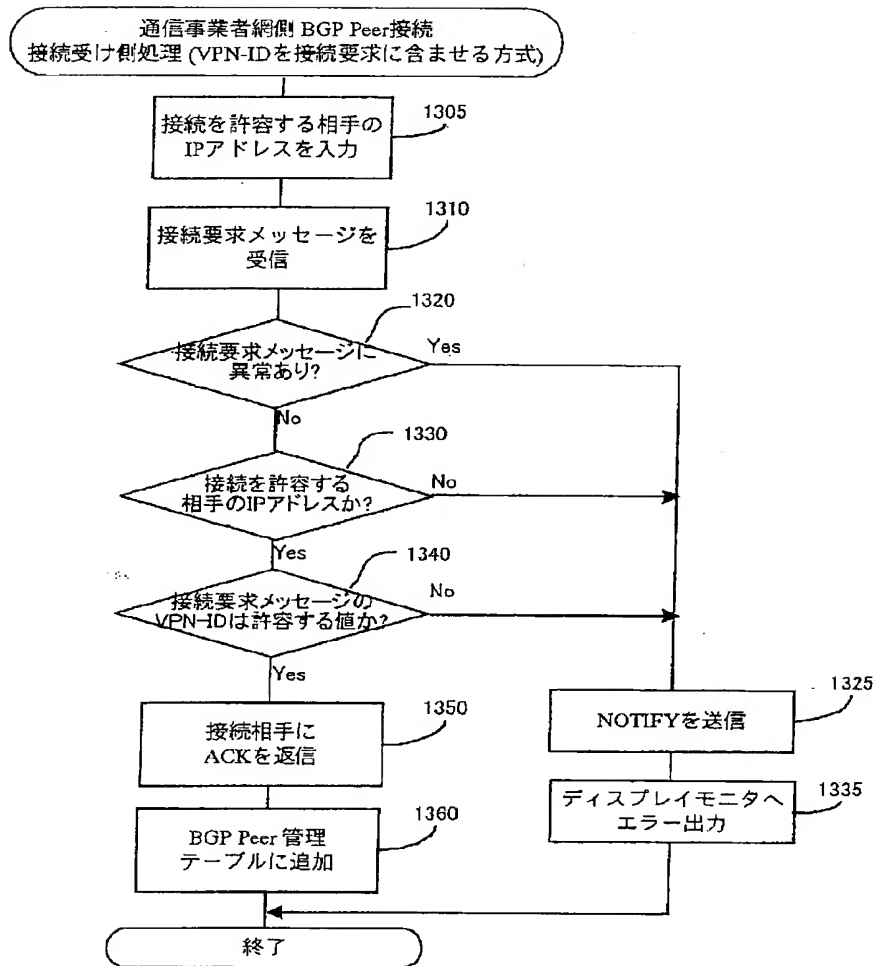 通信事業者網側 BGP Peer接続
接続受け側処理 (VPN-IDを接続要求に含ませる方式)
1305
接続を許容する相手の
IPアドレスを入力
1310
接続要求メッセージを
受信
1320
接続要求メッセージに
異常あり?
Yes
No
1330
接続を許容する
相手のIPアドレスか?
No
Yes
1340
接続要求メッセージの
VPN-IDは許容する値か?
No
Yes
1350
接続相手に
ACKを返信
1325
NOTIFYを送信
1360
BGP Peer 管理
テーブルに追加
1335
ディスプレイモニタへ
エラー出力
終了